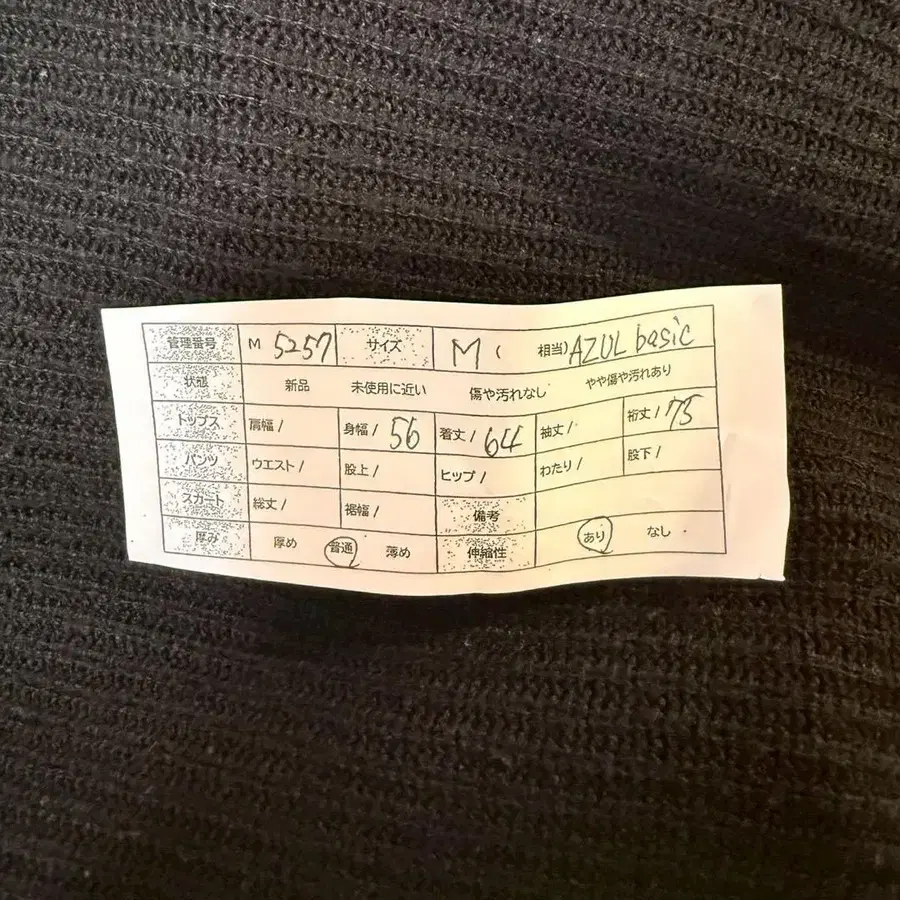 管理番号 M 5257 サイズ M ( 相当) AZUL basic
状態 新品 未使用に近い 傷や汚れなし やや傷や汚れあり
トップス 肩幅 / 身幅 / 56 着丈 / 64 袖丈 / 裄丈 / 75
パンツ ウエスト / 股上 / ヒップ / わたり / 股下 /
スカート 総丈 / 裾幅 / 備考
厚み 厚め 普通 薄め 伸縮性 あり なし